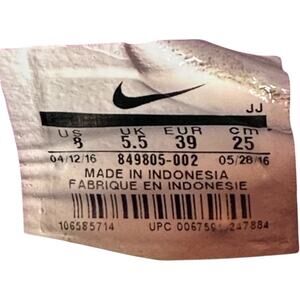 JJ
US UK EUR cm
8 5.5 39 25
04/12/16 849805-002 05/28/16
MADE IN INDONESIA
FABRIQUE EN INDONESIE
106585714 UPC